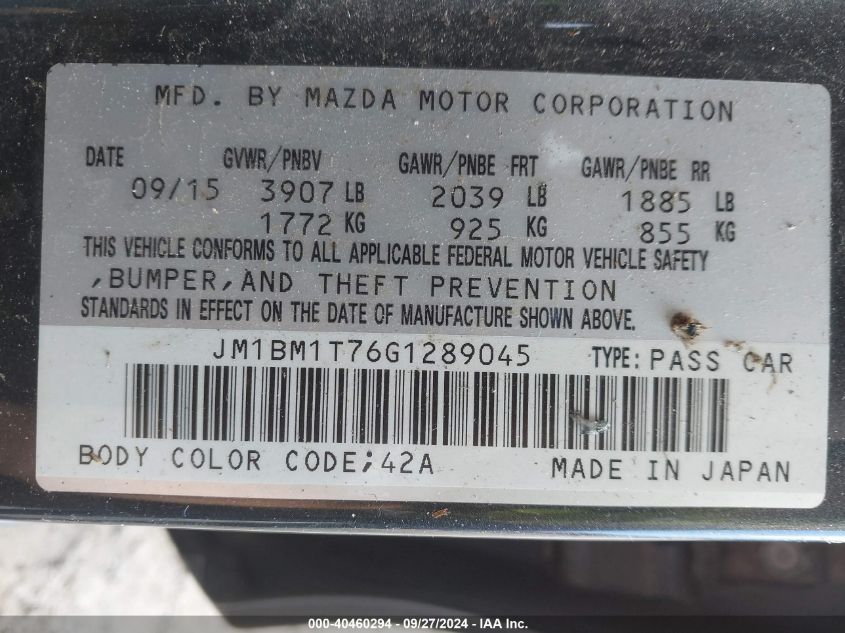 MFD. BY MAZDA MOTOR CORPORATION
DATE GVWR/PNBV GAWR/PNBE FRT GAWR/PNBE RR
09/15 3907 LB 2039 LB 1885 LB
1772 KG 925 KG 855 KG
THIS VEHICLE CONFORMS TO ALL APPLICABLE FEDERAL MOTOR VEHICLE SAFETY
,BUMPER,AND THEFT PREVENTION
STANDARDS IN EFFECT ON THE DATE OF MANUFACTURE SHOWN ABOVE.
JM1BM1T76G1289045 TYPE: PASS CAR
BODY COLOR CODE;42A MADE IN JAPAN
000-40460294 - 09/27/2024 - IAA Inc.